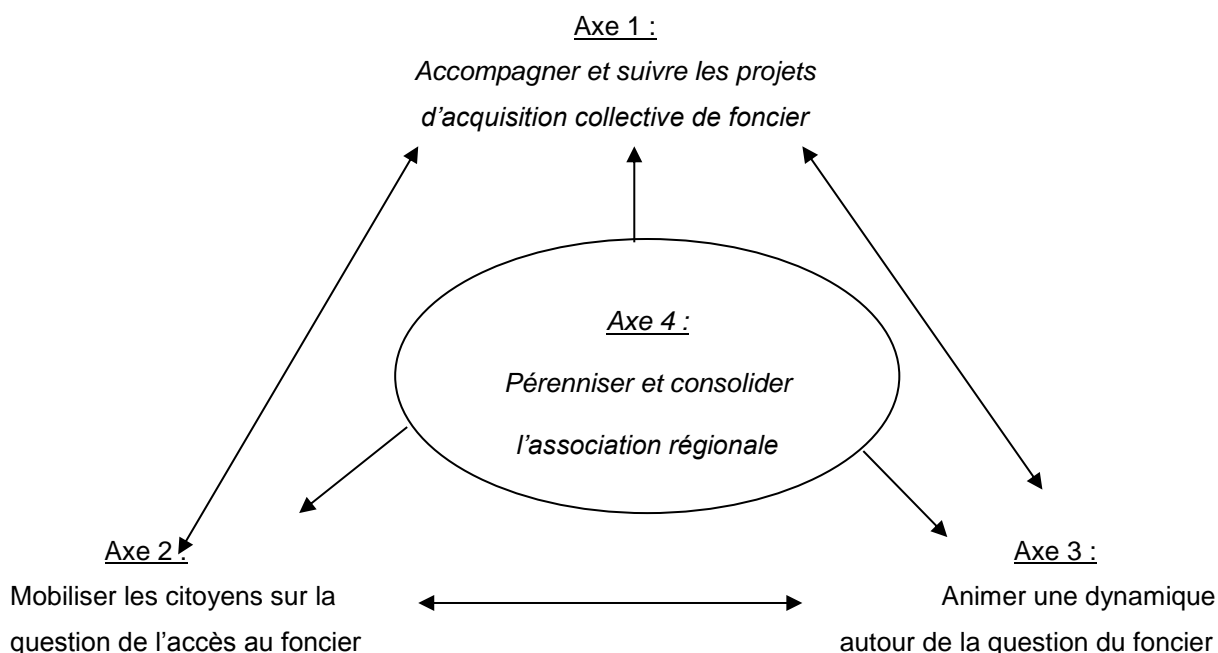 Axe 1 :
Accompagner et suivre les projets
d’acquisition collective de foncier
Axe 4 :
Pérenniser et consolider
l’association régionale
Axe 2 :
Mobiliser les citoyens sur la
question de l’accès au foncier
Axe 3 :
Animer une dynamique
autour de la question du foncier